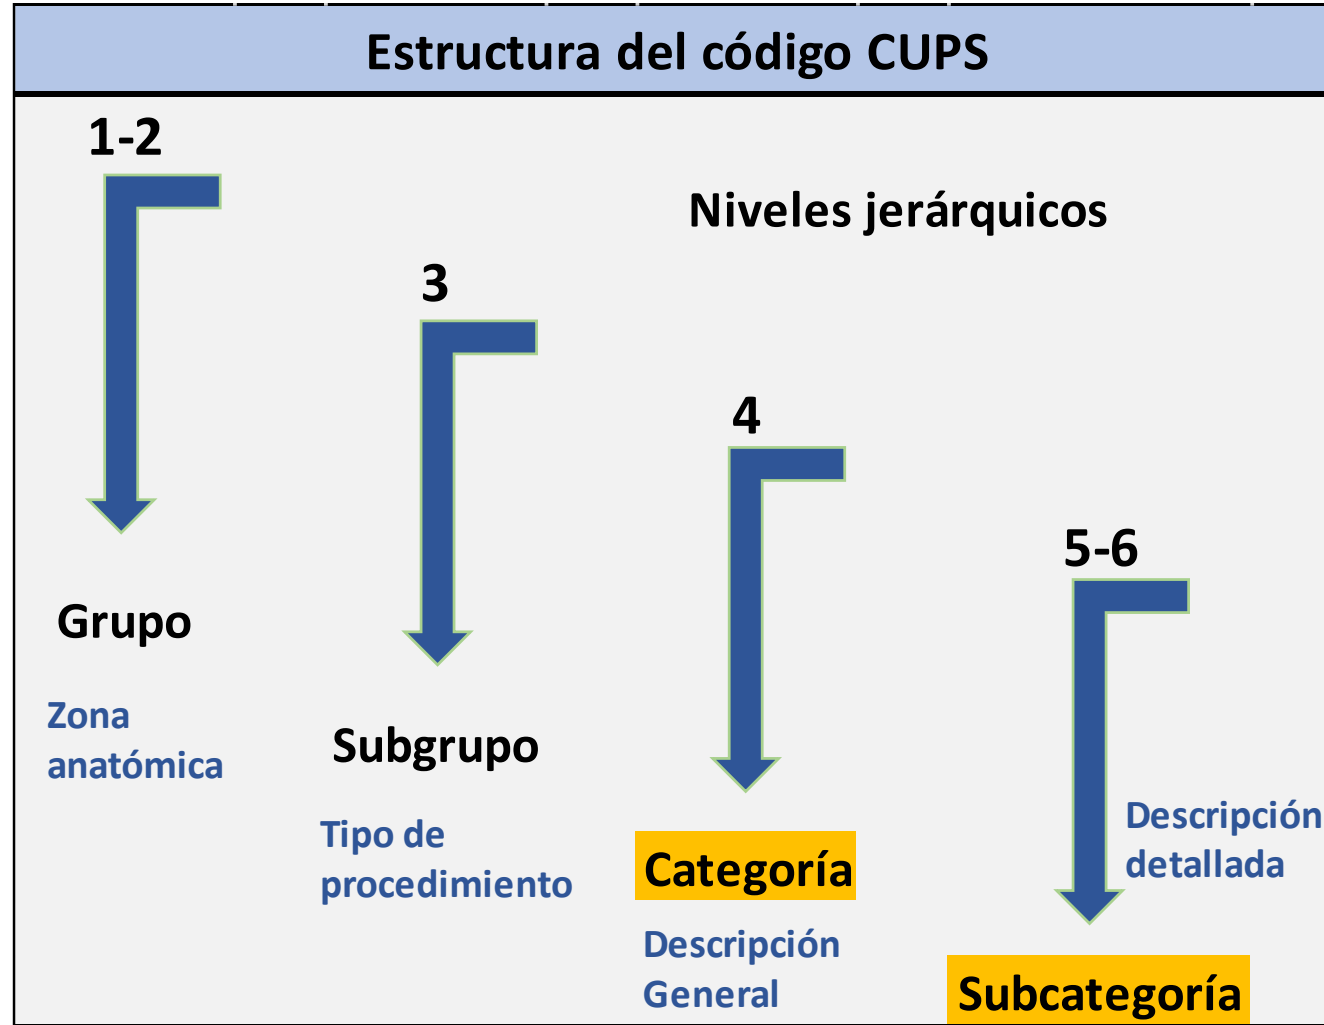 Estructura del código CUPS
1-2
Niveles jerárquicos
3
4
5-6
Grupo
Zona
anatómica
Subgrupo
Tipo de
procedimiento
Categoría
Descripción
General
Descripción
detallada
Subcategoría